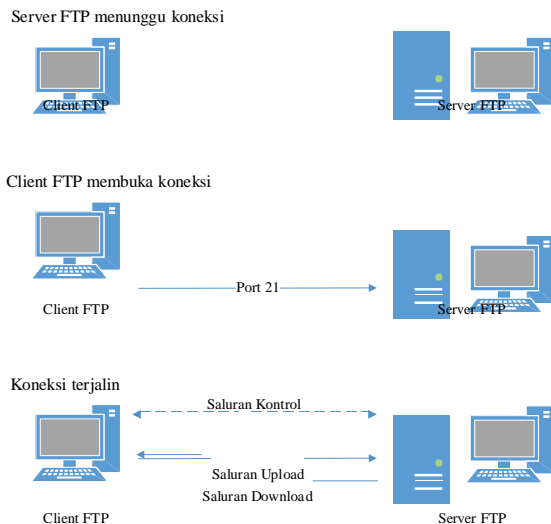 Server FTP menunggu koneksi
Client FTP
Server FTP
Client FTP membuka koneksi
Port 21
Client FTP
Server FTP
Koneksi terjalin
Saluran Kontrol
Saluran Upload
Saluran Download
Client FTP
Server FTP